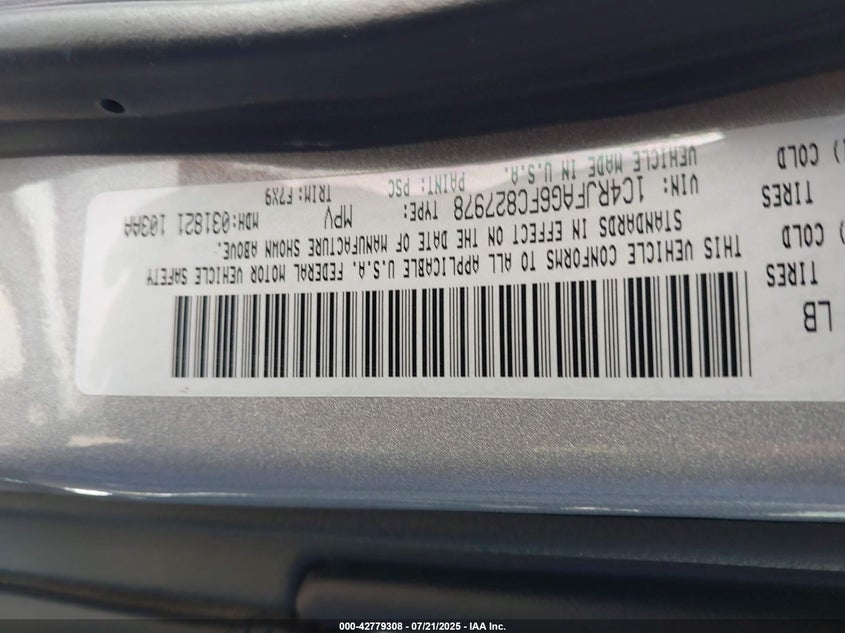 LB
TIRES
) COLD
TIRES
) COLD
THIS VEHICLE CONFORMS TO ALL APPLICABLE U.S.A. FEDERAL MOTOR VEHICLE SAFETY
STANDARDS IN EFFECT ON THE DATE OF MANUFACTURE SHOWN ABOVE.
VIN: 1C4RJFAG6FC827978 TYPE: MPV MDH:031821 103AA
VEHICLE MADE IN U.S.A. PAINT: PSC TRIM:F7X9
000-42779308 - 07/21/2025 - IAA Inc.